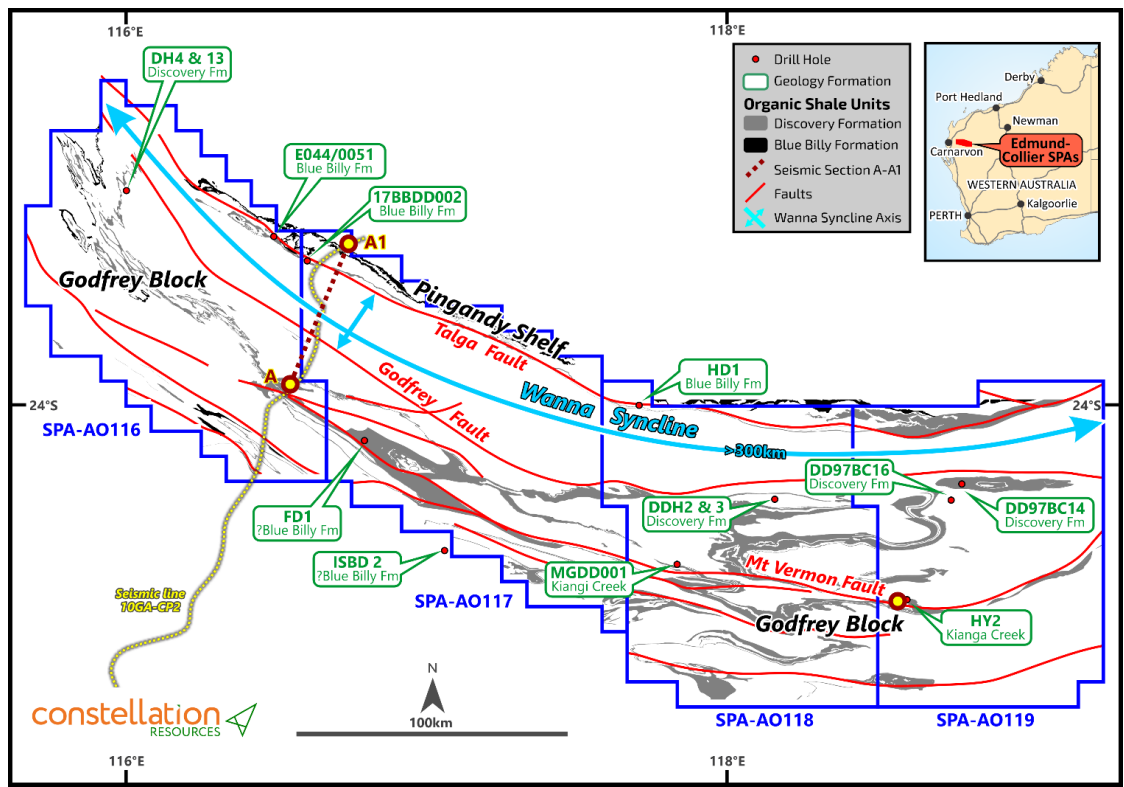 116°E
118°E
DH4 & 13
Discovery Fm
E044/0051
Blue Billy Fm
17BBDD002
Blue Billy Fm
A1
Drill Hole
Geology Formation
Organic Shale Units
Discovery Formation
Blue Billy Formation
Seismic Section A-A1
Faults
Wanna Syncline Axis
Derby
Port Hedland
Newman
Carnarvon
Edmund-
Collier SPAs
WESTERN AUSTRALIA
Kalgoorlie
PERTH
Godfrey Block
Pingandy Shelf
Talga Fault
HD1
Blue Billy Fm
A
Godfrey Fault
Wanna Syncline
>300km
24°S
24°S
SPA-AO116
DD97BC16
Discovery Fm
DD97BC14
Discovery Fm
DDH2 & 3
Discovery Fm
FD1
?Blue Billy Fm
ISBD 2
?Blue Billy Fm
MGDD001
Kiangi Creek
Mt Vernon Fault
SPA-AO117
Seismic line
10GA-CP2
Godfrey Block
HY2
Kianga Creek
N
100km
constellation
RESOURCES
SPA-AO118
SPA-AO119
116°E
118°E